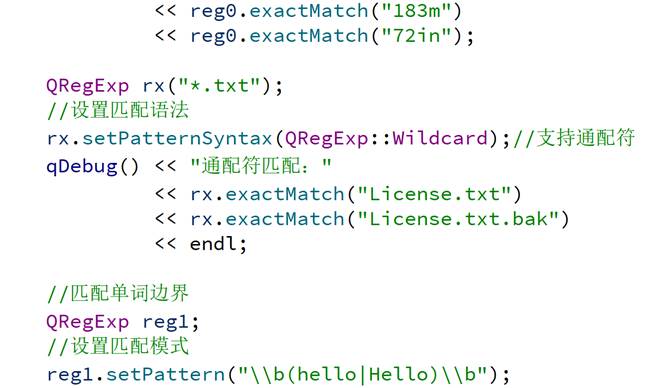 << reg0.exactMatch("183m")
<< reg0.exactMatch("72in");
QRegExp rx("*.txt");
//设置匹配语法
rx.setPatternSyntax(QRegExp::Wildcard);//支持通配符
qDebug() << "通配符匹配："
<< rx.exactMatch("License.txt")
<< rx.exactMatch("License.txt.bak")
<< endl;
//匹配单词边界
QRegExp reg1;
//设置匹配模式
reg1.setPattern("\\b(hello|Hello)\\b");